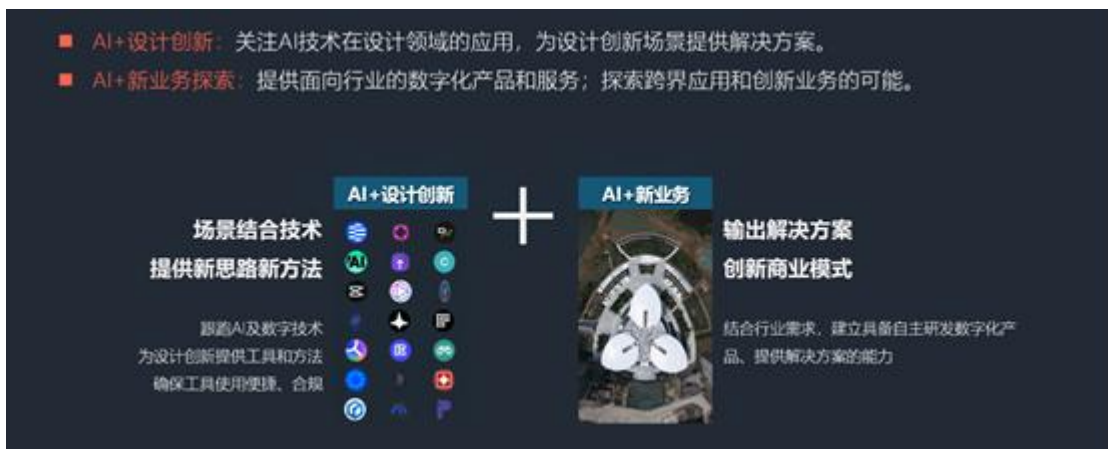 AI+设计创新：关注AI技术在设计领域的应用，为设计创新场景提供解决方案。
AI+新业务探索：提供面向行业的数字化产品和服务；探索跨界应用和创新业务的可能。
AI+设计创新
场景结合技术
提供新思路新方法
跟踪AI及数字技术
为设计创新提供工具和方法
确保工具使用便捷、合规
AI+新业务
输出解决方案
创新商业模式
结合行业需求，建立具备自主研发数字化产
品、提供解决方案的能力